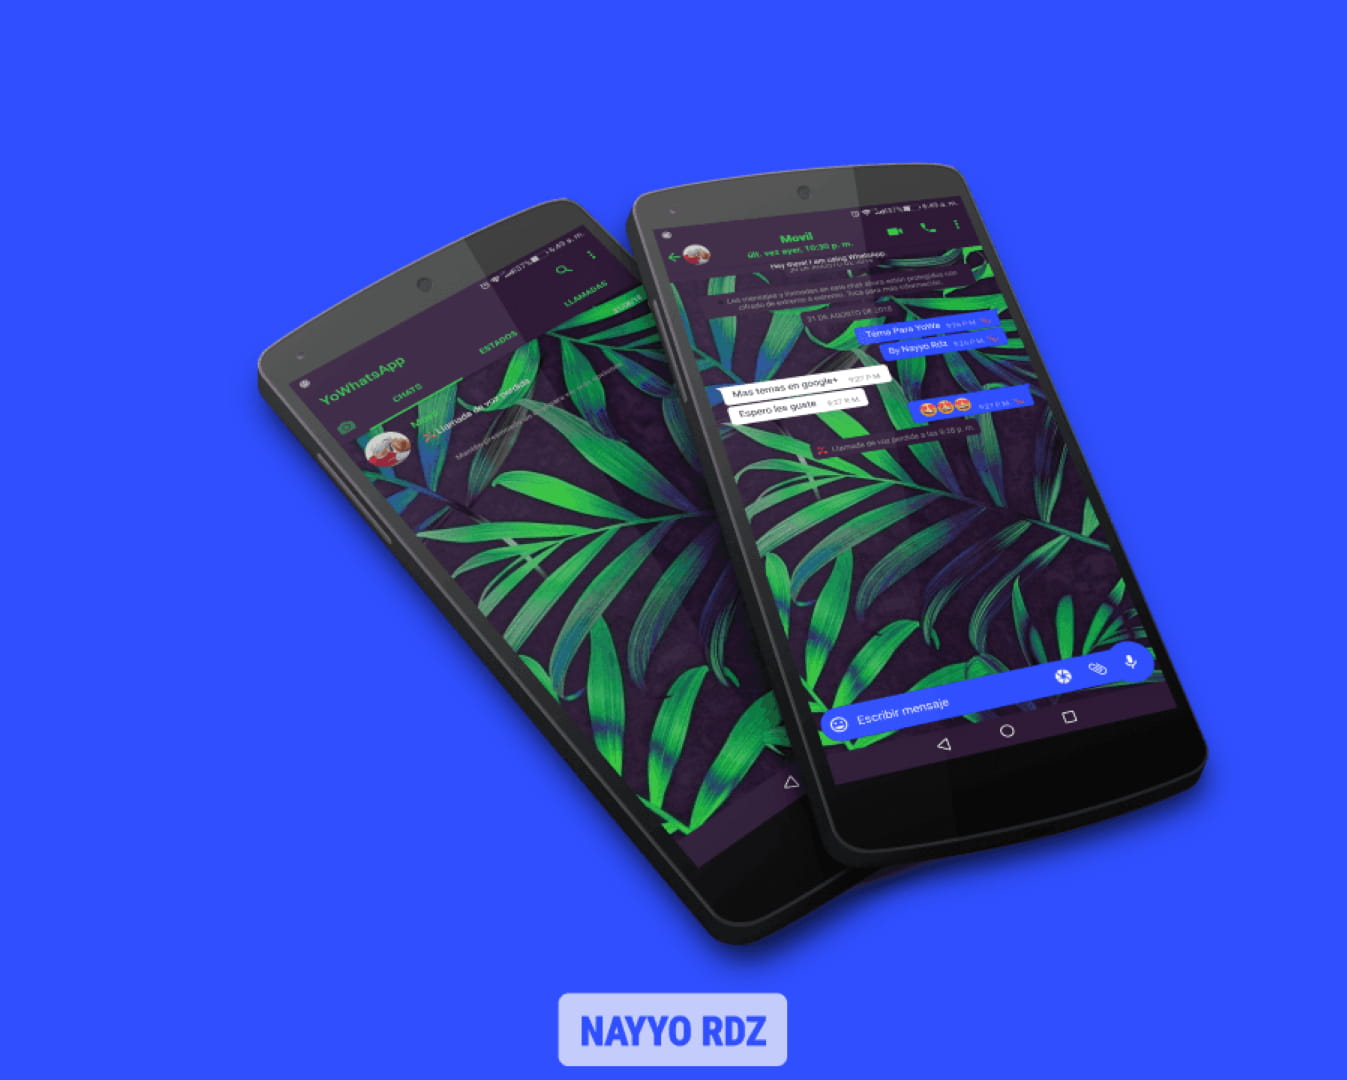 6:49 a. m.
YoWhatsApp
CHATS
ESTADOS
LLAMADAS
Llamada de voz perdida
37% 6:49 a. m.
Movil
últ. vez ayer, 10:30 p. m.
Hey there! I am using WhatsApp
Los mensajes y llamadas en este chat ahora están protegidos con
cifrado de extremo a extremo. Toca para más información.
21 DE AGOSTO DE 2018
Tema Para YoWa 9:26 P.M.
By Nayyo Rdz 9:26 P.M.
Mas temas en google+ 9:27 P.M.
Espero les guste 9:27 P.M.
🤩🤩🤩 9:27 P.M.
Llamada de voz perdida a las 9:28 p. m.
Escribir mensaje
NAYYO RDZ